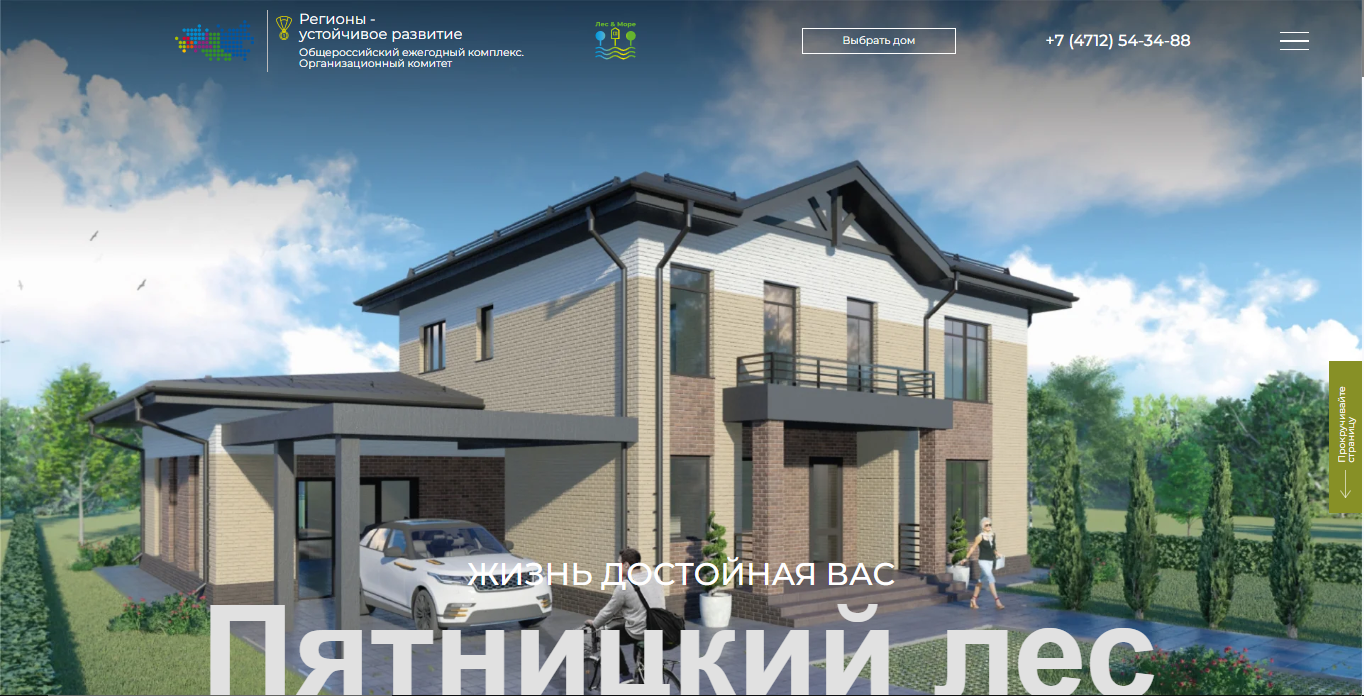 Регионы -
устойчивое развитие
Общероссийский ежегодный комплекс.
Организационный комитет
Лес & Море
Выбрать дом
+7 (4712) 54-34-88
Прокручивайте
страницу
ЖИЗНЬ ДОСТОЙНАЯ ВАС
Пятницкий лес